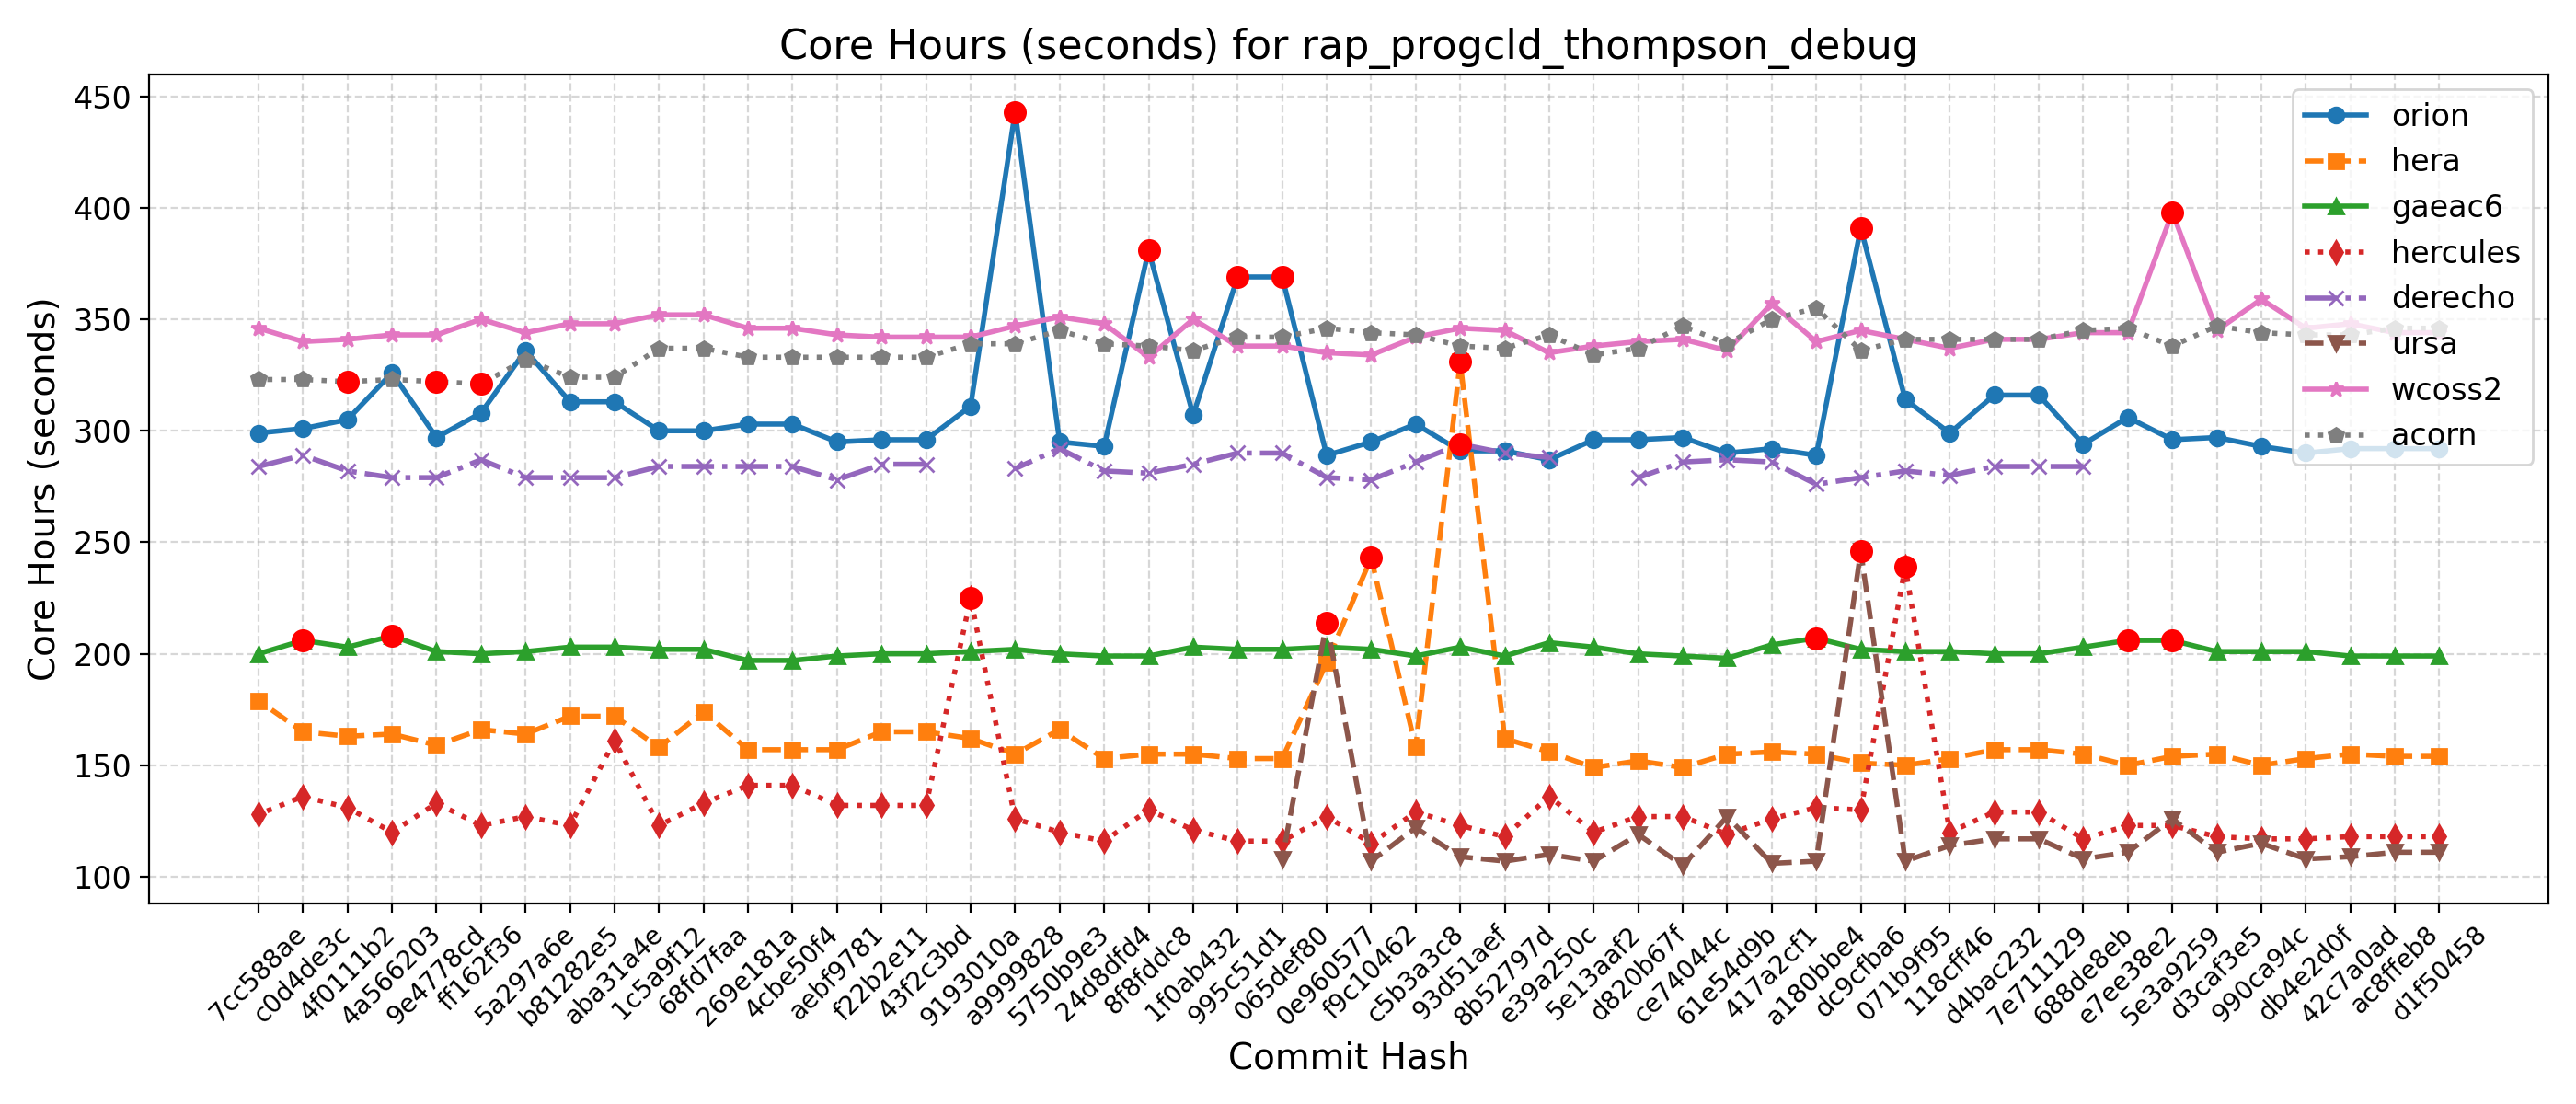 Core Hours (seconds) for rap_progcld_thompson_debug
Core Hours (seconds)
450
400
350
300
250
200
150
100
orion
hera
gaeac6
hercules
derecho
ursa
wcoss2
acorn
7cc588ae
c0d4de3c
4f0111b2
4a566203
9e4778cd
ff162f36
5a297a6e
b81282e5
aba31a4e
1c5a9f12
68fd7faa
269e181a
4cbe50f4
aebf9781
f22b2e11
43f2c3bd
9193010a
a9999828
5750b9e3
24d8dfd4
8f8fddc8
1f0ab432
995c51d1
065def80
0e960577
f9c10462
c5b3a3c8
93d51aef
8b52797d
e39a250c
5e13aaf2
d820b67f
ce74044c
61e54d9b
417a2cf1
a180bbe4
dc9cfba6
071b9f95
118cff46
d4bac232
7e711129
688de8eb
e7ee38e2
5e3a9259
d3caf3e5
990ca94c
db4e2d0f
42c7a0ad
ac8ffeb8
d1f50458
Commit Hash